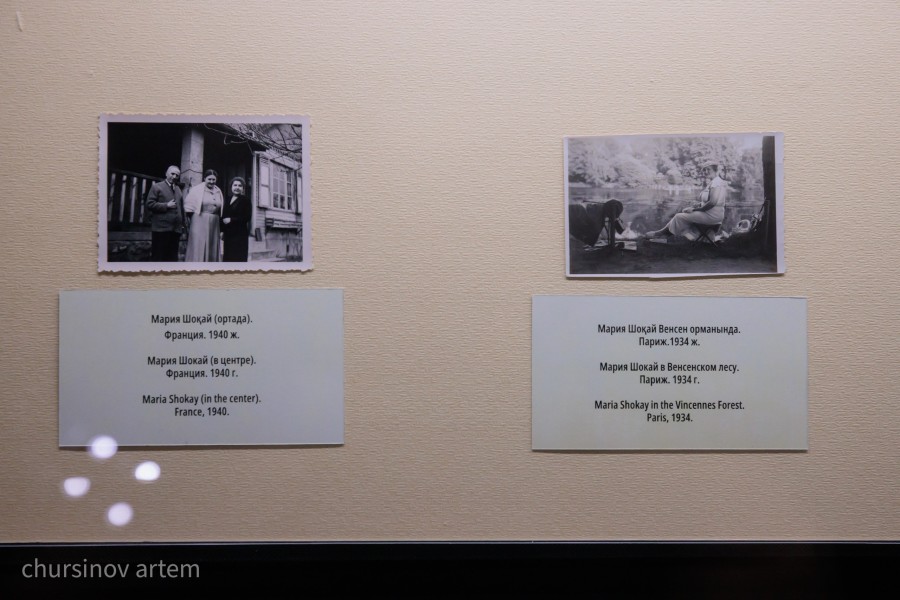 Мария Шоқай (ортада).
Франция. 1940 ж.
Мария Шокай (в центре).
Франция. 1940 г.
Maria Shokay (in the center).
France, 1940.
Мария Шоқай Венсен орманында.
Париж.1934 ж.
Мария Шокай в Венсенском лесу.
Париж. 1934 г.
Maria Shokay in the Vincennes Forest.
Paris, 1934.
chursinov artem